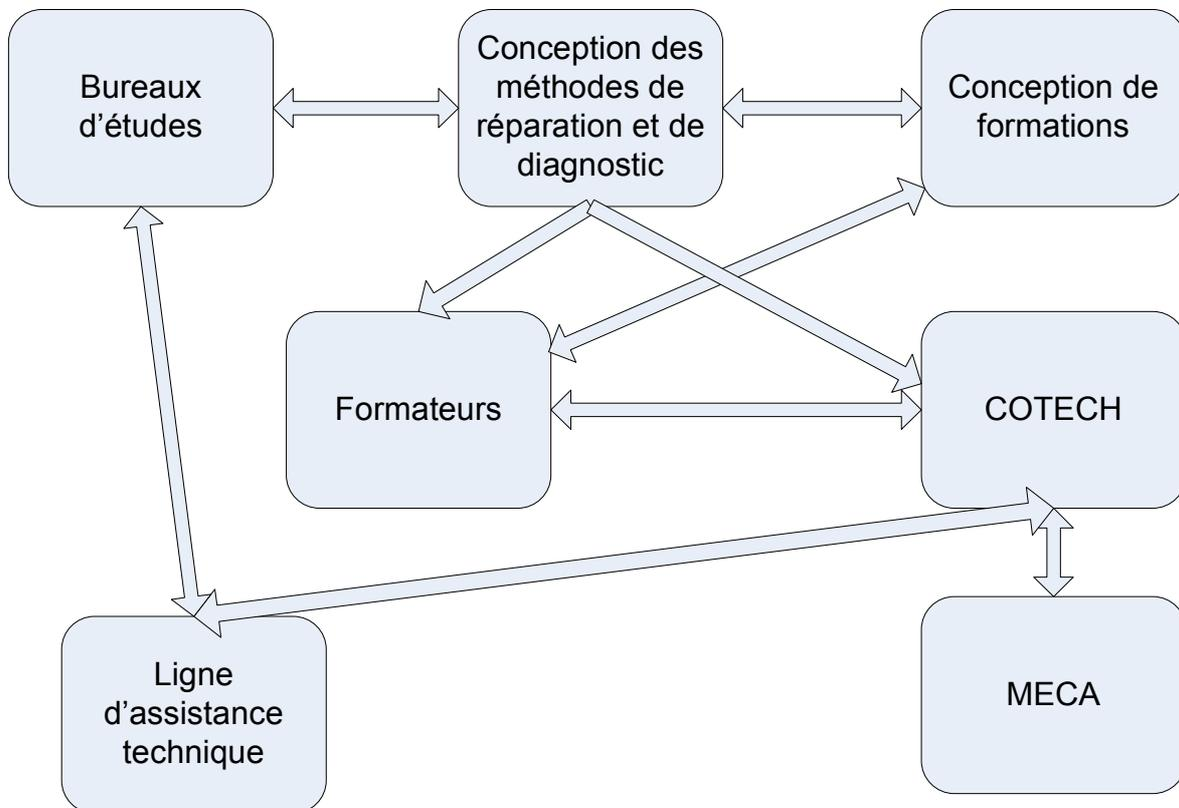 Bureaux
d’études
Conception des
méthodes de
réparation et de
diagnostic
Conception de
formations
Formateurs
COTECH
Ligne
d’assistance
technique
MECA